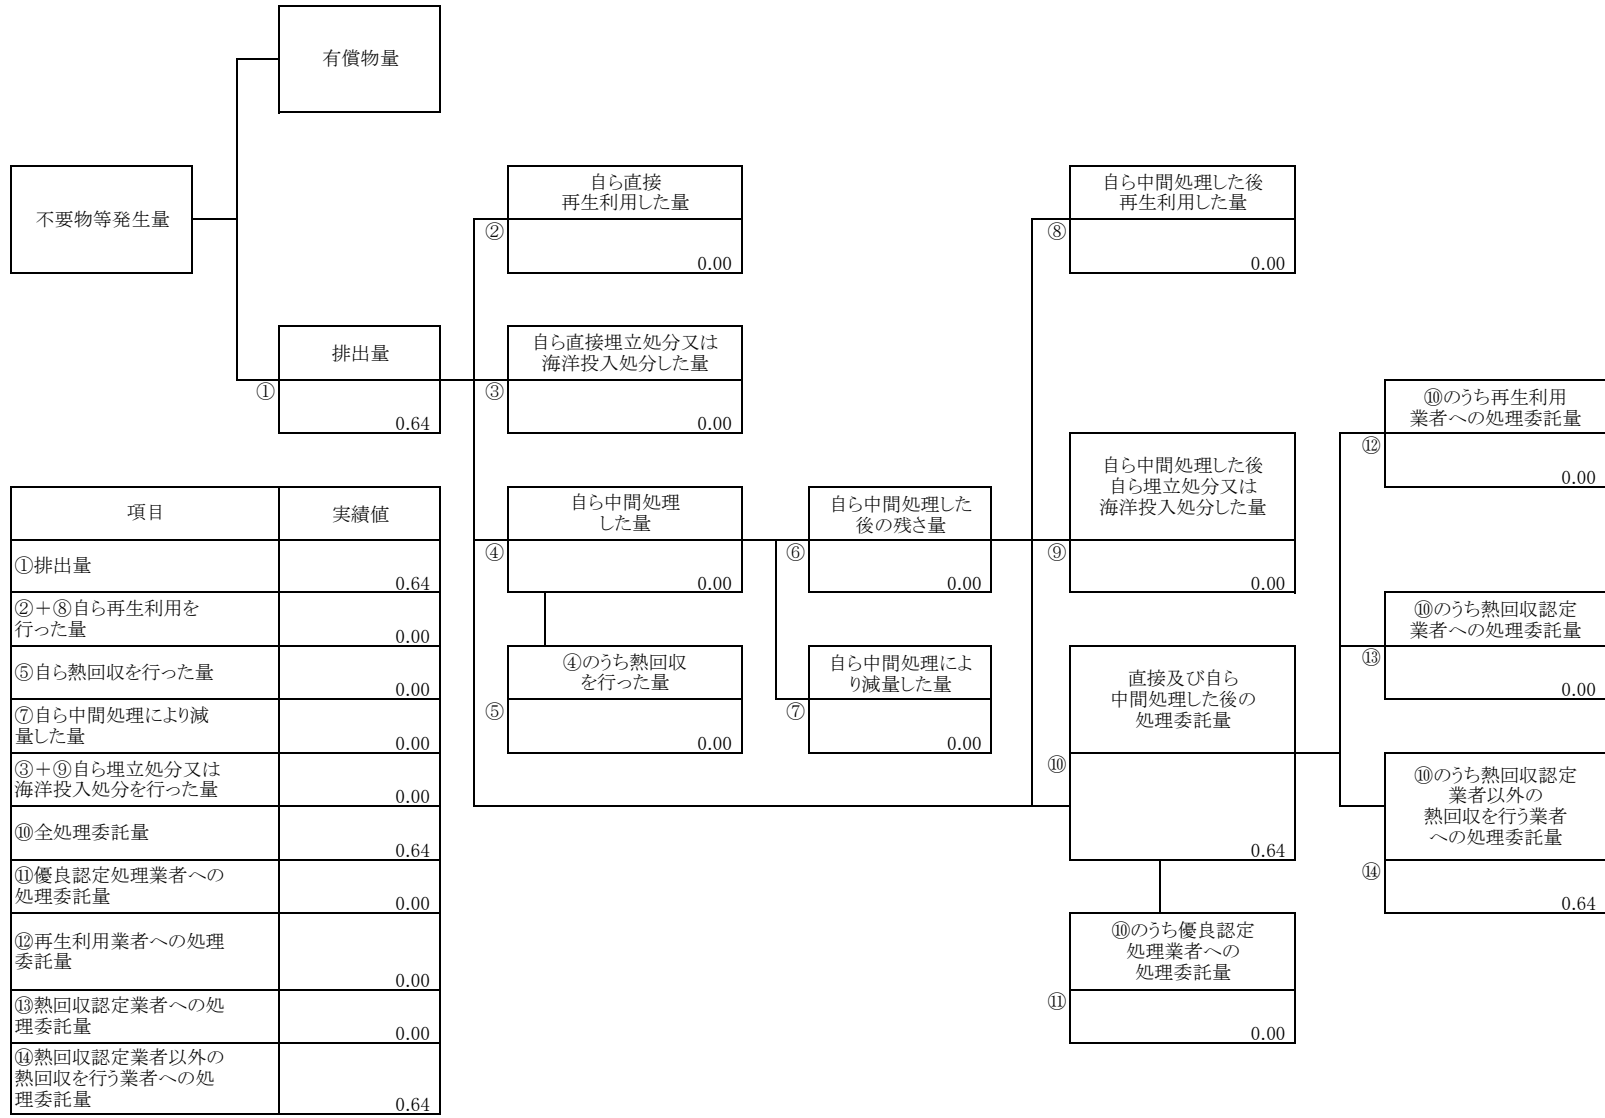 有償物量
不要物等発生量
自ら直接
再生利用した量
②
0.00
自ら中間処理した後
再生利用した量
⑧
0.00
排出量
①
0.64
自ら直接埋立処分又は
海洋投入処分した量
③
0.00
⑩のうち再生利用
業者への処理委託量
⑫
0.00
自ら中間処理した後
自ら埋立処分又は
海洋投入処分した量
⑨
0.00
自ら中間処理
した量
④
0.00
自ら中間処理した
後の残さ量
⑥
0.00
⑩のうち熱回収認定
業者への処理委託量
⑬
0.00
④のうち熱回収
を行った量
⑤
0.00
自ら中間処理によ
り減量した量
⑦
0.00
直接及び自ら
中間処理した後の
処理委託量
⑩
0.64
⑩のうち熱回収認定
業者以外の
熱回収を行う業者
への処理委託量
⑭
0.64
⑩のうち優良認定
処理業者への
処理委託量
⑪
0.00
項目 実績値
①排出量
0.64
②+⑧自ら再生利用を
行った量
0.00
⑤自ら熱回収を行った量
0.00
⑦自ら中間処理により減
量した量
0.00
③+⑨自ら埋立処分又は
海洋投入処分を行った量
0.00
⑩全処理委託量
0.64
⑪優良認定処理業者への
処理委託量
0.00
⑫再生利用業者への処理
委託量
0.00
⑬熱回収認定業者への処
理委託量
0.00
⑭熱回収認定業者以外の
熱回収を行う業者への処
理委託量
0.64